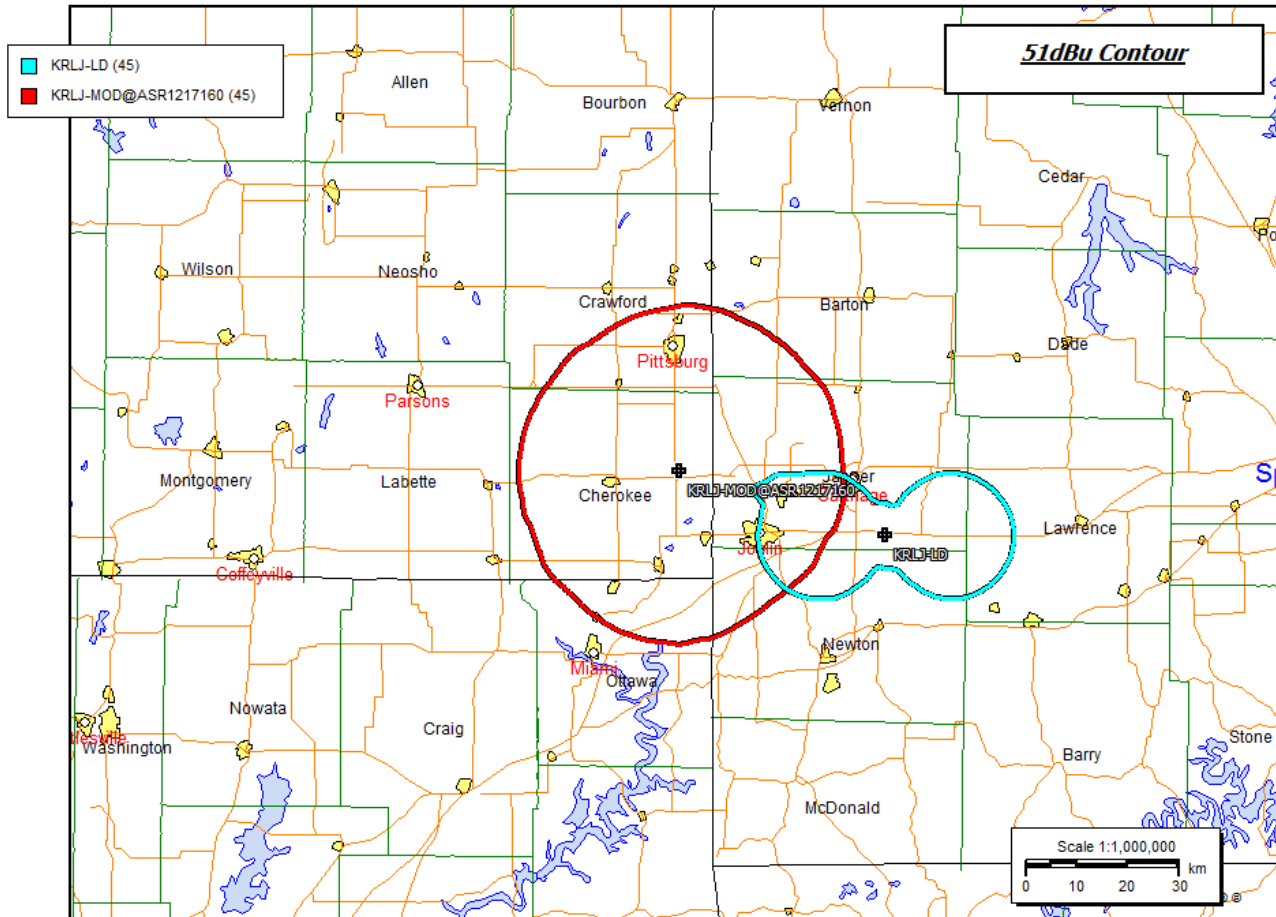 51dBu Contour
KRLJ-LD (45)
KRLJ-MOD@ASR1217160 (45)
Allen
Bourbon
Vernon
Cedar
Wilson
Neosho
Crawford
Barton
Dade
Pittsburg
Parsons
Montgomery
Labette
Cherokee
KRLJ-MOD@ASR1217160
Jasper
Carthage
Lawrence
Joplin
KRLJ-LD
Coffeyville
Newton
Miami
Ottawa
Nowata
Craig
Washington
Stone
Barry
McDonald
Scale 1:1,000,000
km
0 10 20 30